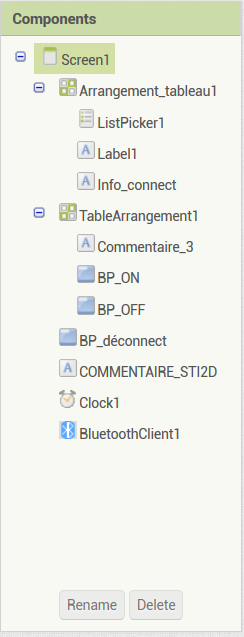 Components
Screen1
Arrangement_tableau1
ListPicker1
A Label1
A Info_connect
TableArrangement1
A Commentaire_3
BP_ON
BP_OFF
BP_déconnect
A COMMENTAIRE_STI2D
Clock1
BluetoothClient1
Rename Delete